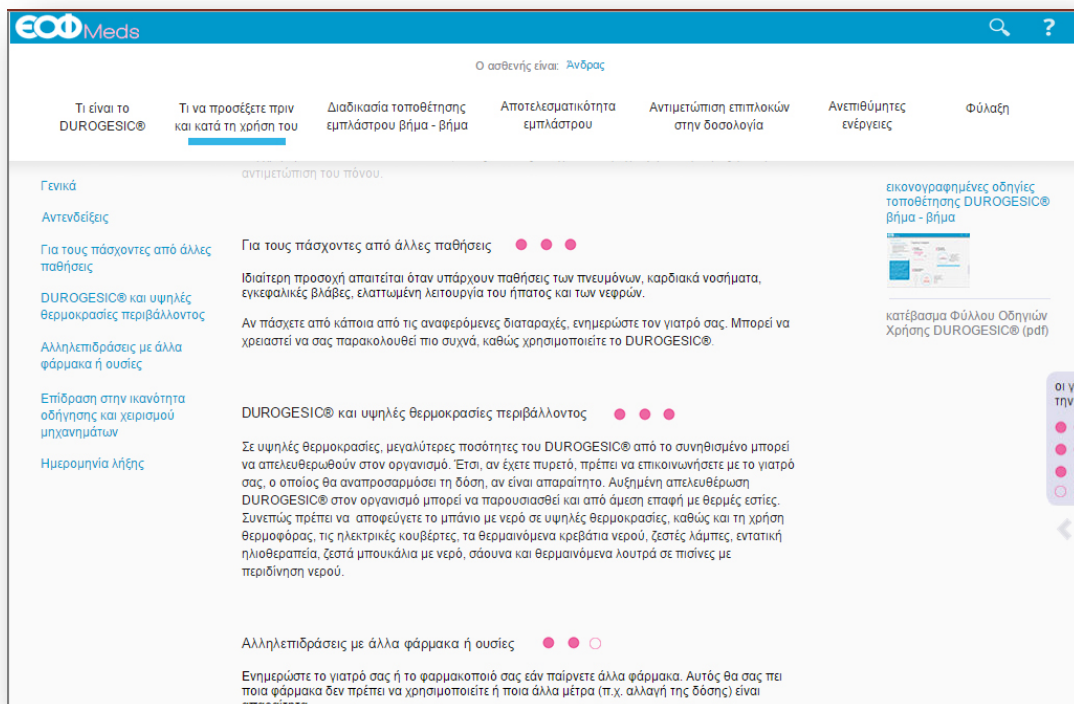 ΕΟΦMeds
?
Ο ασθενής είναι: Άνδρας
Τι είναι το
DUROGESIC®
Τι να προσέξετε πριν
και κατά τη χρήση του
Διαδικασία τοποθέτησης
εμπλάστρου βήμα - βήμα
Αποτελεσματικότητα
εμπλάστρου
Αντιμετώπιση επιπλοκών
στην δοσολογία
Ανεπιθύμητες
ενέργειες
Φύλαξη
Γενικά
Αντενδείξεις
Για τους πάσχοντες από άλλες
παθήσεις
DUROGESIC® και υψηλές
θερμοκρασίες περιβάλλοντος
Αλληλεπιδράσεις με άλλα
φάρμακα ή ουσίες
Επίδραση στην ικανότητα
οδήγησης και χειρισμού
μηχανημάτων
Ημερομηνία λήξης
αντιμετώπιση του πόνου.
Για τους πάσχοντες από άλλες παθήσεις
Ιδιαίτερη προσοχή απαιτείται όταν υπάρχουν παθήσεις των πνευμόνων, καρδιακά νοσήματα,
εγκεφαλικές βλάβες, ελαττωμένη λειτουργία του ήπατος και των νεφρών.
Αν πάσχετε από κάποια από τις αναφερόμενες διαταραχές, ενημερώστε τον γιατρό σας. Μπορεί να
χρειαστεί να σας παρακολουθεί πιο συχνά, καθώς χρησιμοποιείτε το DUROGESIC®.
DUROGESIC® και υψηλές θερμοκρασίες περιβάλλοντος
Σε υψηλές θερμοκρασίες, μεγαλύτερες ποσότητες του DUROGESIC® από το συνηθισμένο μπορεί
να απελευθερωθούν στον οργανισμό. Έτσι, αν έχετε πυρετό, πρέπει να επικοινωνήσετε με το γιατρό
σας, ο οποίος θα αναπροσαρμόσει τη δόση, αν είναι απαραίτητο. Αυξημένη απελευθέρωση
DUROGESIC® στον οργανισμό μπορεί να παρουσιασθεί και από άμεση επαφή με θερμές εστίες.
Συνεπώς πρέπει να αποφεύγετε το μπάνιο με νερό σε υψηλές θερμοκρασίες, καθώς και τη χρήση
θερμοφόρας, τις ηλεκτρικές κουβέρτες, τα θερμαινόμενα κρεβάτια νερού, ζεστές λάμπες, εντατική
ηλιοθεραπεία, ζεστά μπουκάλια με νερό, σάουνα και θερμαινόμενα λουτρά σε πισίνες με
περιδίνηση νερού.
Αλληλεπιδράσεις με άλλα φάρμακα ή ουσίες
Ενημερώστε το γιατρό σας ή το φαρμακοποιό σας εάν παίρνετε άλλα φάρμακα. Αυτός θα σας πει
ποια φάρμακα δεν πρέπει να χρησιμοποιείτε ή ποια άλλα μέτρα (π.χ. αλλαγή της δόσης) είναι
εικονογραφημένες οδηγίες
τοποθέτησης DUROGESIC®
βήμα - βήμα
κατέβασμα Φύλλου Οδηγιών
Χρήσης DUROGESIC® (pdf)
οι γ
την